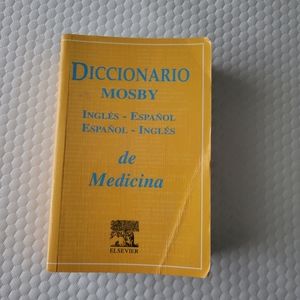 DICCIONARIO
MOSBY
INGLÉS - ESPAÑOL
ESPAÑOL - INGLÉS
de
Medicina
ELSEVIER